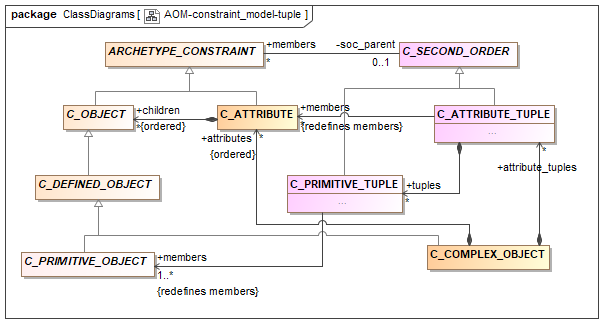 package ClassDiagrams [ AOM-constraint_model-tuple ]
ARCHETYPE_CONSTRAINT
+members
*
-soc_parent
0..1
C_SECOND_ORDER
C_OBJECT
+children
*{ordered}
C_ATTRIBUTE
+members
*
{redefines members}
C_ATTRIBUTE_TUPLE
...
+attributes
*
{ordered}
*
+attribute_tuples
C_DEFINED_OBJECT
C_PRIMITIVE_TUPLE
...
+tuples
*
C_PRIMITIVE_OBJECT
+members
1..*
{redefines members}
C_COMPLEX_OBJECT